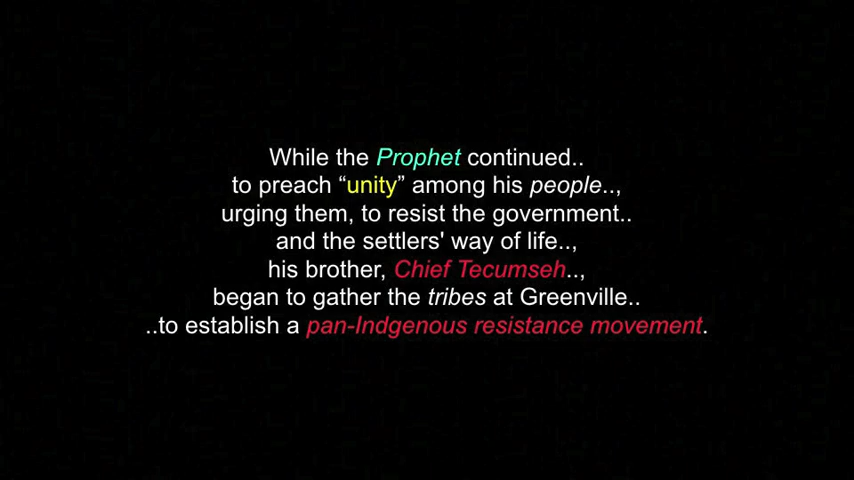 While the Prophet continued..
to preach “unity” among his people..,
urging them, to resist the government..
and the settlers' way of life..,
his brother, Chief Tecumseh..,
began to gather the tribes at Greenville..
..to establish a pan-Indgenous resistance movement.